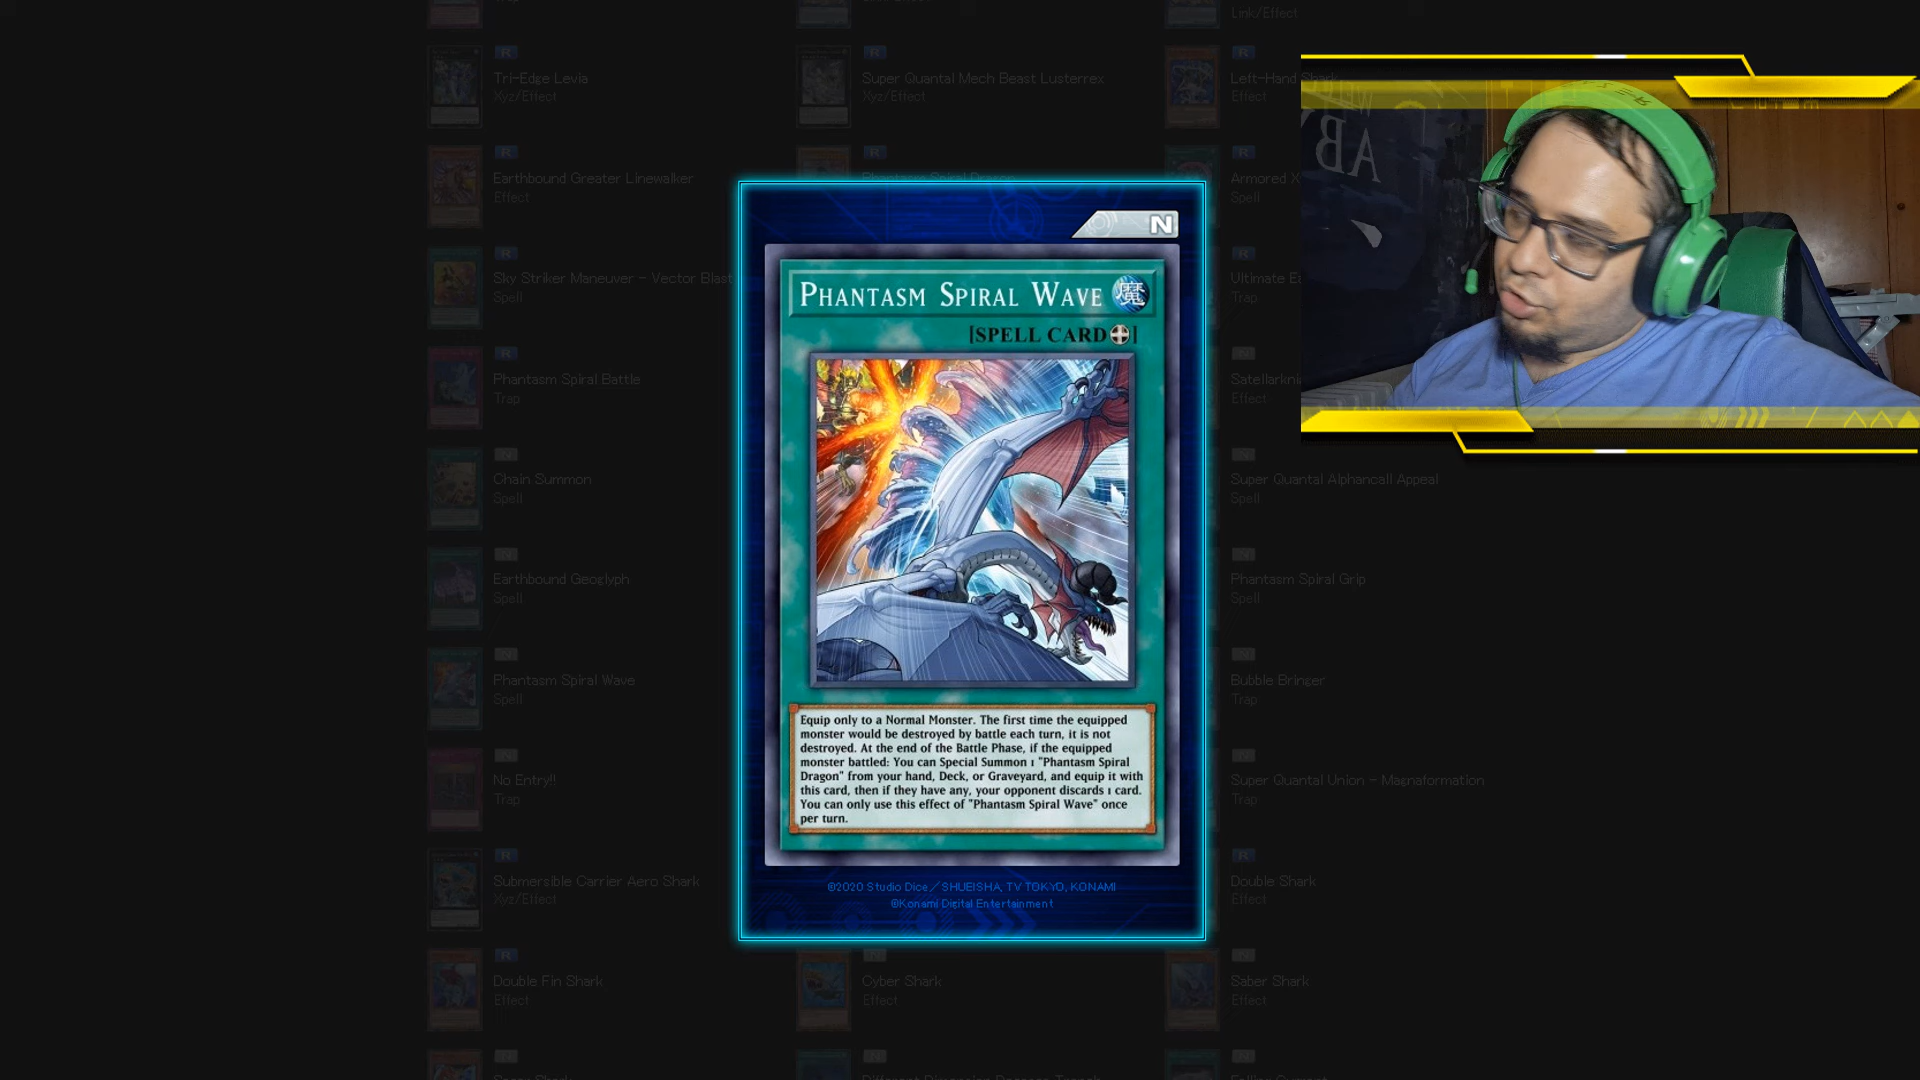 Link/Effect
R
Tri-Edge Levia
Xyz/Effect
R
Super Quantal Mech Beast Lusterrex
Xyz/Effect
R
Left-Hand Shark
Effect
R
Earthbound Greater Linewalker
Effect
R
Phantasm Spiral Dragon
R
Armored X
Spell
R
Sky Striker Maneuver - Vector Blast
Spell
R
Trap
R
Phantasm Spiral Battle
Trap
N
Effect
N
Chain Summon
Spell
N
Super Quantal Alphancall Appeal
Spell
N
Earthbound Geoglyph
Spell
N
Phantasm Spiral Grip
Spell
N
Phantasm Spiral Wave
Spell
N
Bubble Bringer
Trap
N
No Entry!!
Trap
N
Super Quantal Union - Magnaformation
Trap
R
Submersible Carrier Aero Shark
Xyz/Effect
R
Double Shark
Effect
R
Double Fin Shark
Effect
N
Cyber Shark
Effect
N
Saber Shark
Effect
N
PHANTASM SPIRAL WAVE 魔
[SPELL CARD]
Equip only to a Normal Monster. The first time the equipped
monster would be destroyed by battle each turn, it is not
destroyed. At the end of the Battle Phase, if the equipped
monster battled: You can Special Summon 1 "Phantasm Spiral
Dragon" from your hand, Deck, or Graveyard, and equip it with
this card, then if they have any, your opponent discards 1 card.
You can only use this effect of "Phantasm Spiral Wave" once
per turn.
©2020 Studio Dice／SHUEISHA, TV TOKYO, KONAMI
©Konami Digital Entertainment